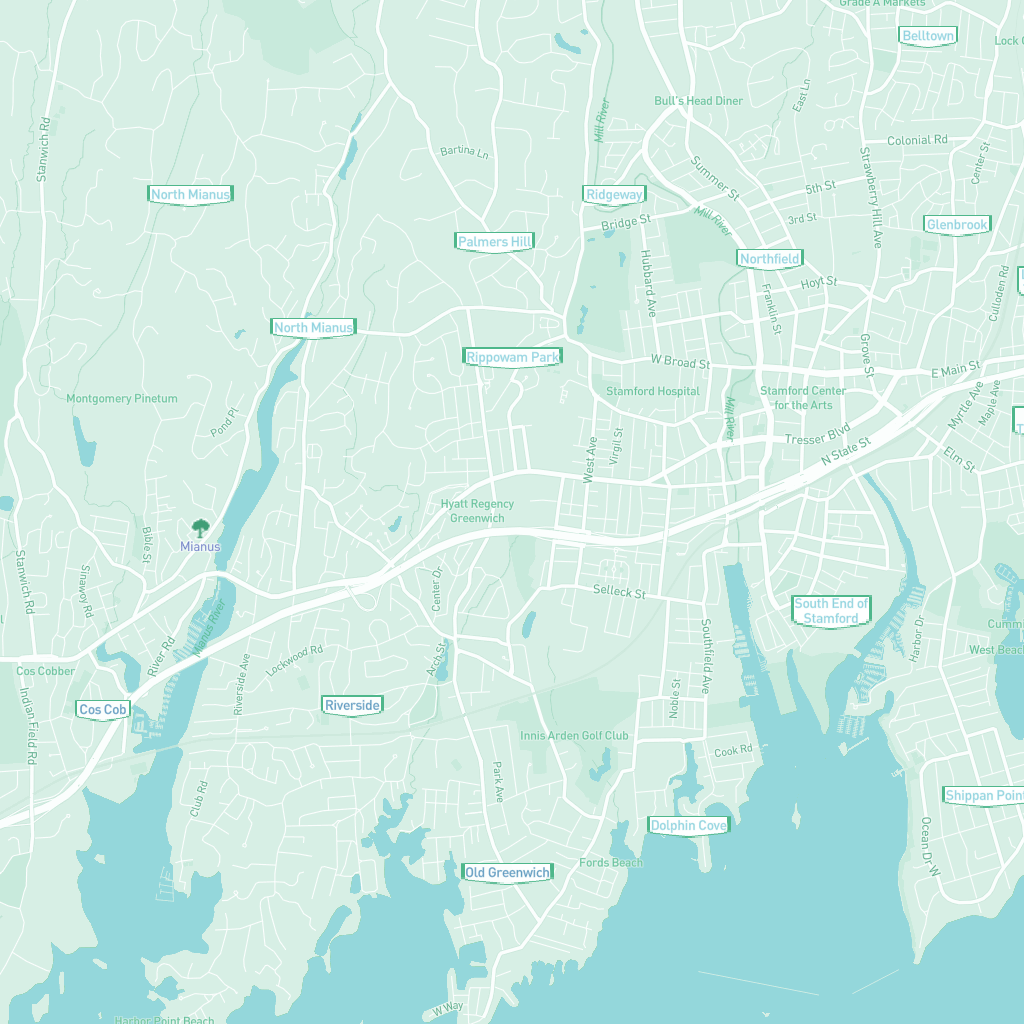 Grade A Markets
Belltown
Lock
Bull's Head Diner
East Ln
Mill River
Stanwich Rd
Bartina Ln
Colonial Rd
Center St
Strawberry Hill Ave
Summer St
5th St
North Mianus
Ridgeway
Mill River
3rd St
Bridge St
Glenbrook
Palmers Hill
Northfield
Hubbard Ave
Hoyt St
Culloden Rd
Franklin St
North Mianus
Grove St
Rippowam Park
W Broad St
E Main St
Montgomery Pinetum
Stamford Hospital
Stamford Center
for the Arts
Myrtle Ave
Maple Ave
Pond Pl
Mill River
Tresser Blvd
Virgil St
West Ave
N State St
Elm St
Hyatt Regency
Greenwich
Bible St
Mianus
Stanwich Rd
Sinawoy Rd
Center Dr
Selleck St
South End of
Stamford
Mianus River
River Rd
Harbor Dr
Cummi
West Beach
Southfield Ave
Cos Cobber
Lockwood Rd
Arch St
Riverside Ave
Noble St
Indian Field Rd
Cos Cob
Riverside
Innis Arden Golf Club
Cook Rd
Park Ave
Club Rd
Shippan Point
Dolphin Cove
Ocean Dr W
Fords Beach
Old Greenwich
W Way
Harbor Point Beach